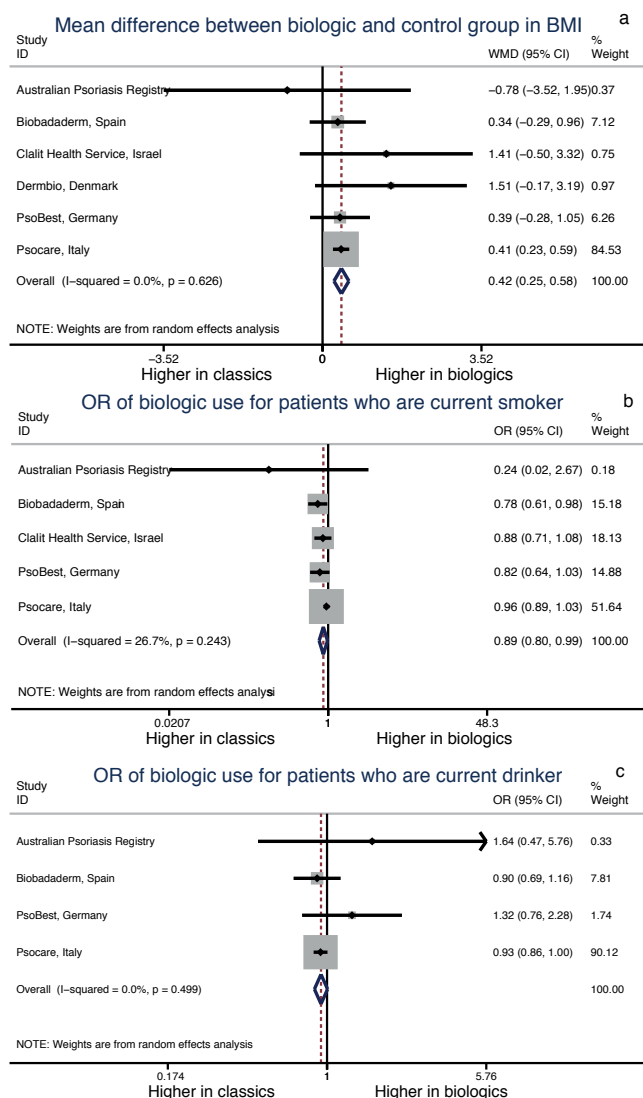 Mean difference between biologic and control group in BMI a
Study %
ID WMD (95% CI) Weight
Australian Psoriasis Registry −0.78 (−3.52, 1.95) 0.37
Biobadaderm, Spain 0.34 (−0.29, 0.96) 7.12
Clalit Health Service, Israel 1.41 (−0.50, 3.32) 0.75
Dermbio, Denmark 1.51 (−0.17, 3.19) 0.97
PsoBest, Germany 0.39 (−0.28, 1.05) 6.26
Psocare, Italy 0.41 (0.23, 0.59) 84.53
Overall (I−squared = 0.0%, p = 0.626) 0.42 (0.25, 0.58) 100.00
NOTE: Weights are from random effects analysis
−3.52 0 3.52
Higher in classics Higher in biologics
OR of biologic use for patients who are current smoker b
Study %
ID OR (95% CI) Weight
Australian Psoriasis Registry 0.24 (0.02, 2.67) 0.18
Biobadaderm, Spain 0.78 (0.61, 0.98) 15.18
Clalit Health Service, Israel 0.88 (0.71, 1.08) 18.13
PsoBest, Germany 0.82 (0.64, 1.03) 14.88
Psocare, Italy 0.96 (0.89, 1.03) 51.64
Overall (I−squared = 26.7%, p = 0.243) 0.89 (0.80, 0.99) 100.00
NOTE: Weights are from random effects analysi
0.0207 1 48.3
Higher in classics Higher in biologics
OR of biologic use for patients who are current drinker c
Study %
ID OR (95% CI) Weight
Australian Psoriasis Registry 1.64 (0.47, 5.76) 0.33
Biobadaderm, Spain 0.90 (0.69, 1.16) 7.81
PsoBest, Germany 1.32 (0.76, 2.28) 1.74
Psocare, Italy 0.93 (0.86, 1.00) 90.12
Overall (I−squared = 0.0%, p = 0.499) 100.00
NOTE: Weights are from random effects analysis
0.174 1 5.76
Higher in classics Higher in biologics